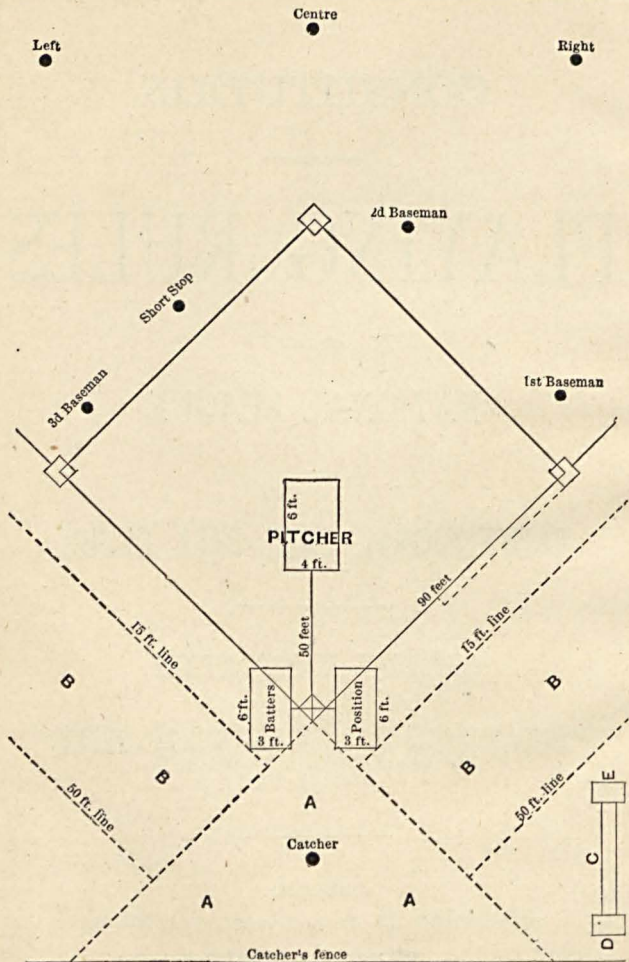 Centre
Left
Right
2d Baseman
Short Stop
3d Baseman
1st Baseman
6 ft.
PITCHER
4 ft.
90 feet
50 feet
15 ft. line
15 ft. line
B
B
6 ft.
Batters
3 ft.
Position
3 ft.
6 ft.
B
B
50 ft. line
50 ft. line
A
Catcher
A
A
E
C
D
Catcher's fence